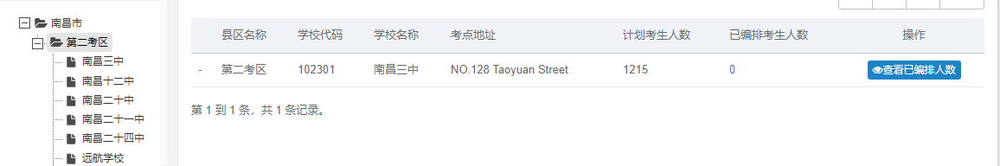 南昌市
第二考区
南昌三中
南昌十二中
南昌二十中
南昌二十一中
南昌二十四中
远航学校
县区名称 学校代码 学校名称 考点地址 计划考生人数 已编排考生人数 操作
- 第二考区 102301 南昌三中 NO.128 Taoyuan Street 1215 0 查看已编排人数
第 1 到 1 条，共 1 条记录。